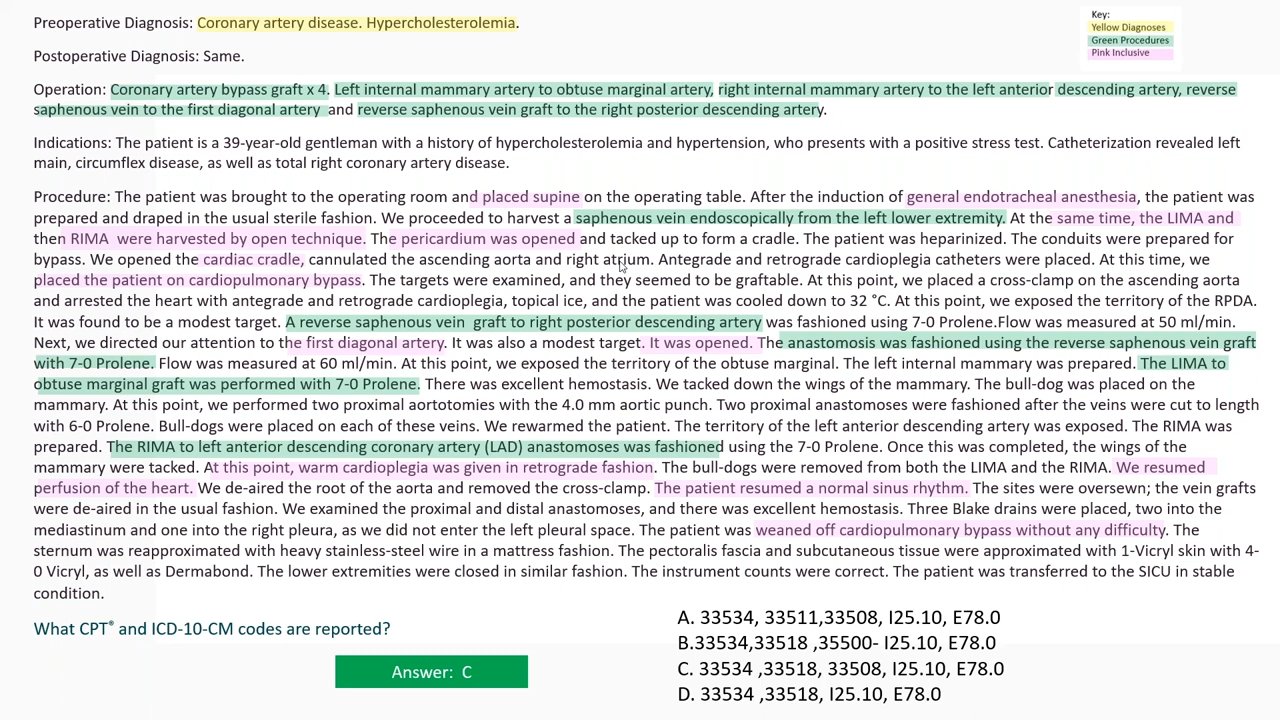 Preoperative Diagnosis: Coronary artery disease. Hypercholesterolemia.
Key:
Yellow Diagnoses
Green Procedures
Pink Inclusive
Postoperative Diagnosis: Same.
Operation: Coronary artery bypass graft x 4. Left internal mammary artery to obtuse marginal artery, right internal mammary artery to the left anterior descending artery, reverse
saphenous vein to the first diagonal artery and reverse saphenous vein graft to the right posterior descending artery.
Indications: The patient is a 39-year-old gentleman with a history of hypercholesterolemia and hypertension, who presents with a positive stress test. Catheterization revealed left
main, circumflex disease, as well as total right coronary artery disease.
Procedure: The patient was brought to the operating room and placed supine on the operating table. After the induction of general endotracheal anesthesia, the patient was
prepared and draped in the usual sterile fashion. We proceeded to harvest a saphenous vein endoscopically from the left lower extremity. At the same time, the LIMA and
then RIMA were harvested by open technique. The pericardium was opened and tacked up to form a cradle. The patient was heparinized. The conduits were prepared for
bypass. We opened the cardiac cradle, cannulated the ascending aorta and right atrium. Antegrade and retrograde cardioplegia catheters were placed. At this time, we
placed the patient on cardiopulmonary bypass. The targets were examined, and they seemed to be graftable. At this point, we placed a cross-clamp on the ascending aorta
and arrested the heart with antegrade and retrograde cardioplegia, topical ice, and the patient was cooled down to 32 °C. At this point, we exposed the territory of the RPDA.
It was found to be a modest target. A reverse saphenous vein graft to right posterior descending artery was fashioned using 7-0 Prolene.Flow was measured at 50 ml/min.
Next, we directed our attention to the first diagonal artery. It was also a modest target. It was opened. The anastomosis was fashioned using the reverse saphenous vein graft
with 7-0 Prolene. Flow was measured at 60 ml/min. At this point, we exposed the territory of the obtuse marginal. The left internal mammary was prepared. The LIMA to
obtuse marginal graft was performed with 7-0 Prolene. There was excellent hemostasis. We tacked down the wings of the mammary. The bull-dog was placed on the
mammary. At this point, we performed two proximal aortotomies with the 4.0 mm aortic punch. Two proximal anastomoses were fashioned after the veins were cut to length
with 6-0 Prolene. Bull-dogs were placed on each of these veins. We rewarmed the patient. The territory of the left anterior descending artery was exposed. The RIMA was
prepared. The RIMA to left anterior descending coronary artery (LAD) anastomoses was fashioned using the 7-0 Prolene. Once this was completed, the wings of the
mammary were tacked. At this point, warm cardioplegia was given in retrograde fashion. The bull-dogs were removed from both the LIMA and the RIMA. We resumed
perfusion of the heart. We de-aired the root of the aorta and removed the cross-clamp. The patient resumed a normal sinus rhythm. The sites were oversewn; the vein grafts
were de-aired in the usual fashion. We examined the proximal and distal anastomoses, and there was excellent hemostasis. Three Blake drains were placed, two into the
mediastinum and one into the right pleura, as we did not enter the left pleural space. The patient was weaned off cardiopulmonary bypass without any difficulty. The
sternum was reapproximated with heavy stainless-steel wire in a mattress fashion. The pectoralis fascia and subcutaneous tissue were approximated with 1-Vicryl skin with 4-
0 Vicryl, as well as Dermabond. The lower extremities were closed in similar fashion. The instrument counts were correct. The patient was transferred to the SICU in stable
condition.
What CPT® and ICD-10-CM codes are reported?
Answer: C
A. 33534, 33511,33508, I25.10, E78.0
B.33534,33518 ,35500- I25.10, E78.0
C. 33534 ,33518, 33508, I25.10, E78.0
D. 33534 ,33518, I25.10, E78.0